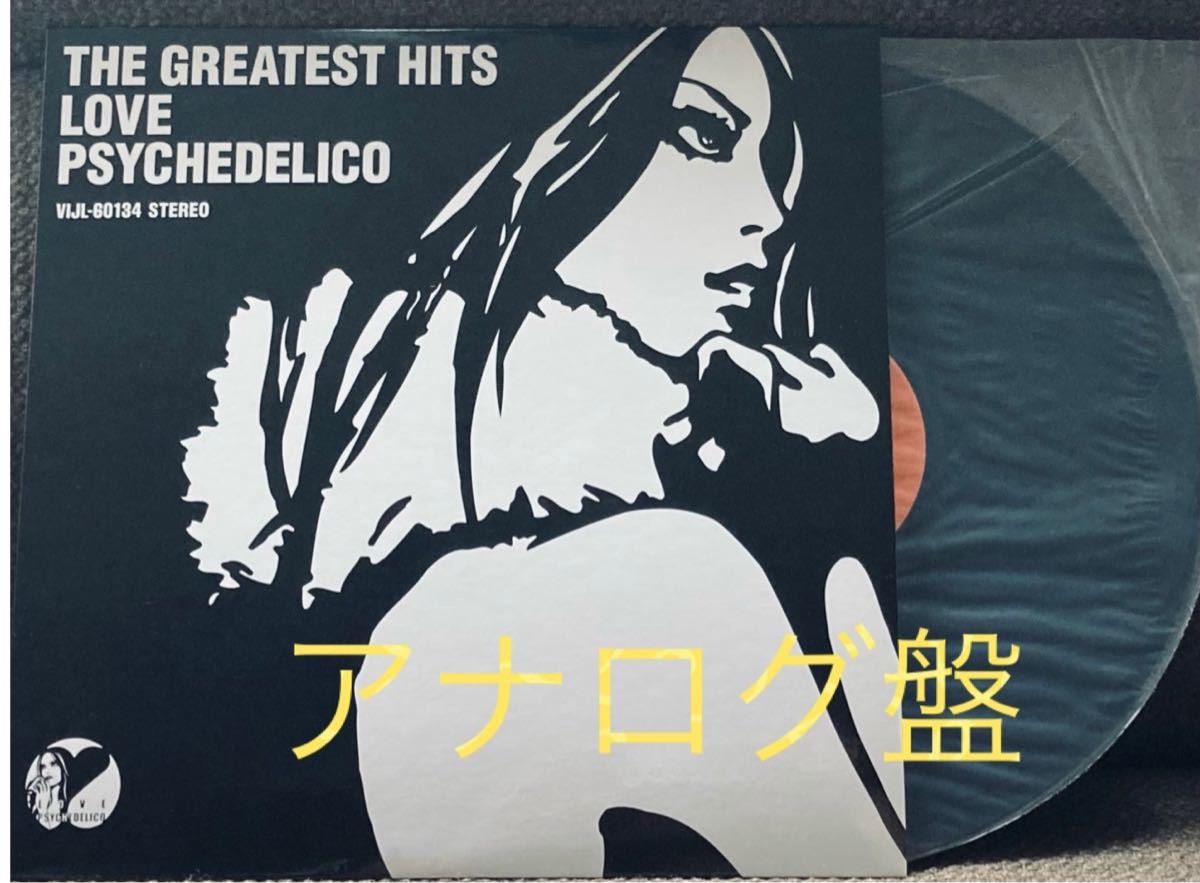 THE GREATEST HITS
LOVE
PSYCHEDELICO
VIJL-60134 STEREO
アナログ盤
LOVE
PSYCHEDELICO